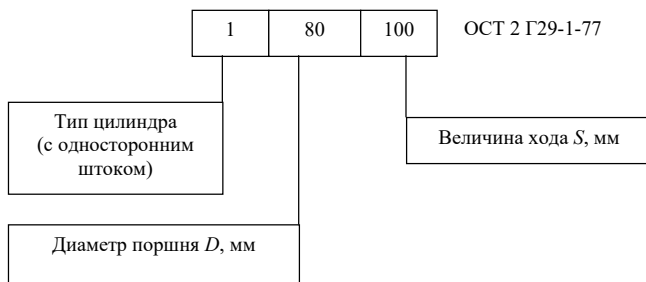 1 80 100 ОСТ 2 Г29-1-77
Тип цилиндра
(с односторонним
штоком)
Величина хода S, мм
Диаметр поршня D, мм